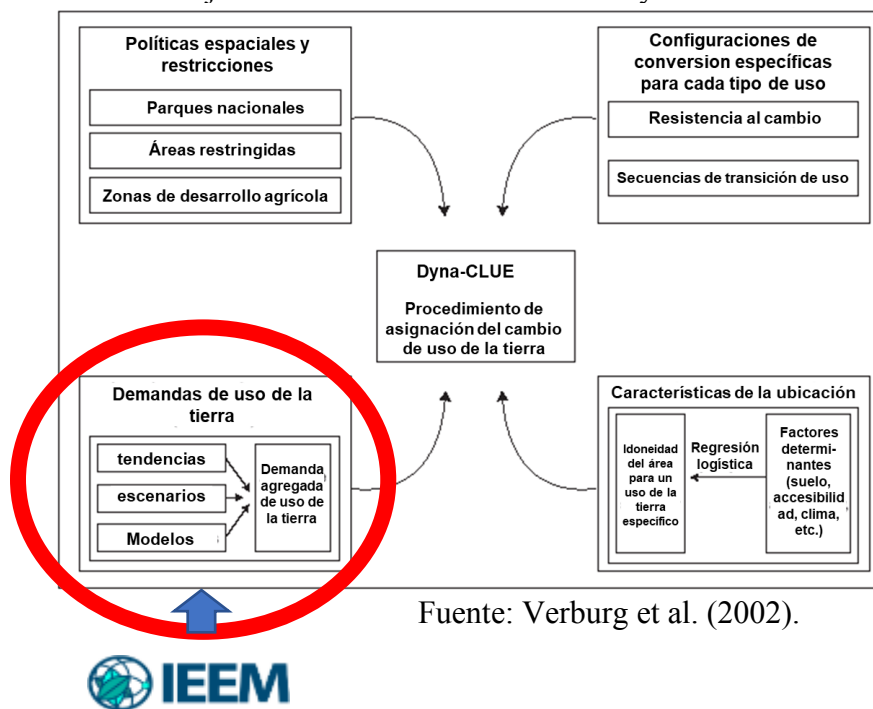 Políticas espaciales y
restricciones
Parques nacionales
Áreas restringidas
Zonas de desarrollo agrícola
Configuraciones de
conversion específicas
para cada tipo de uso
Resistencia al cambio
Secuencias de transición de uso
Dyna-CLUE
Procedimiento de
asignación del cambio
de uso de la tierra
Demandas de uso de la
tierra
tendencias
escenarios
Modelos
Demanda
agregada
de uso de
la tierra
Características de la ubicación
Idoneidad
del área
para un
uso de la
tierra
específico
Regresión
logística
Factores
determi-
nantes
(suelo,
accesibilid
ad, clima,
etc.)
Fuente: Verburg et al. (2002).
IEEM